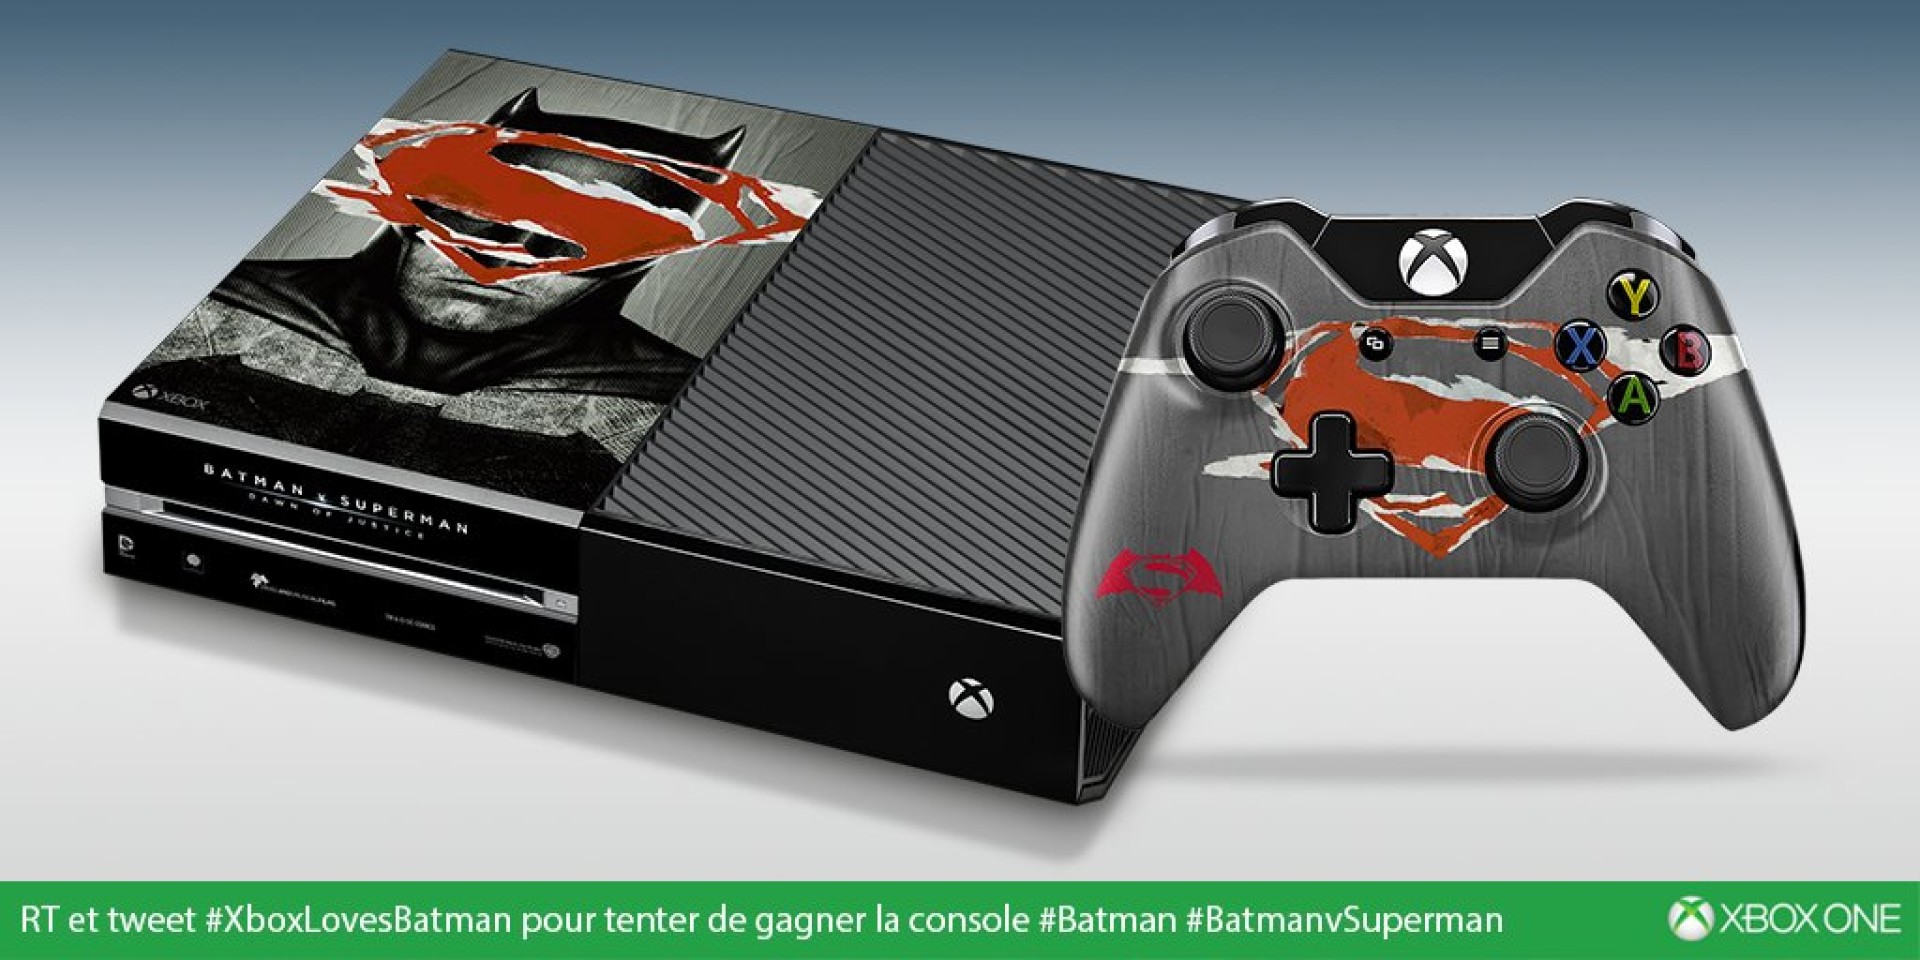 Y
X
B
A
XBOX
BATMAN V SUPERMAN
DAWN OF JUSTICE
RT et tweet #XboxLovesBatman pour tenter de gagner la console #Batman #BatmanvSuperman
XBOX ONE